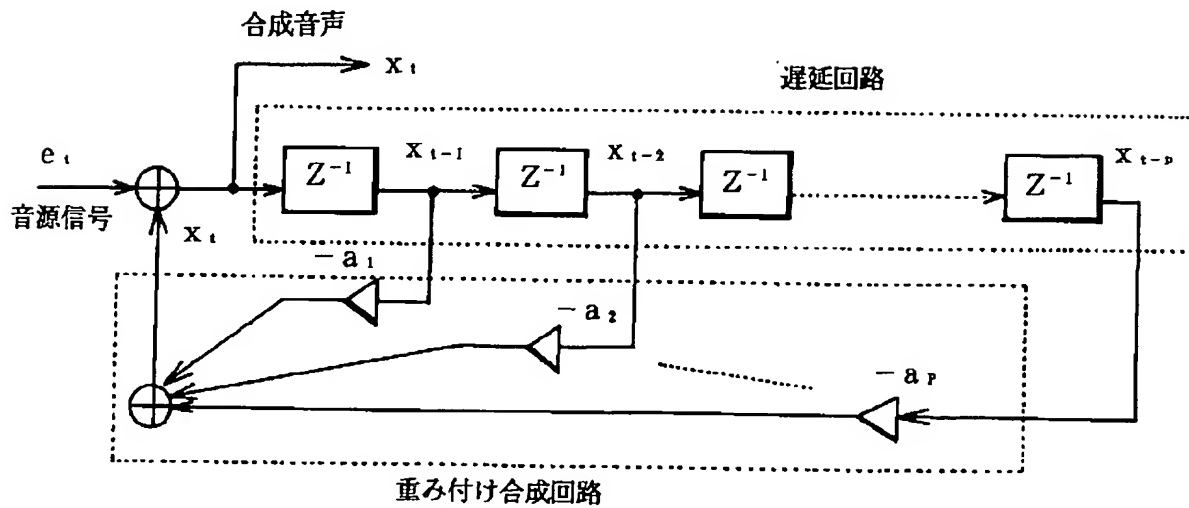 合成音声
x t
遅延回路
e t
Z⁻¹
x t-1
Z⁻¹
x t-2
Z⁻¹
Z⁻¹
x t-p
音源信号
x t
-a 1
-a 2
-a p
重み付け合成回路